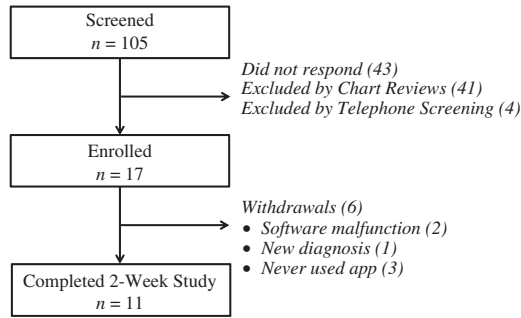 Screened
n = 105
Did not respond (43)
Excluded by Chart Reviews (41)
Excluded by Telephone Screening (4)
Enrolled
n = 17
Withdrawals (6)
• Software malfunction (2)
• New diagnosis (1)
• Never used app (3)
Completed 2-Week Study
n = 11